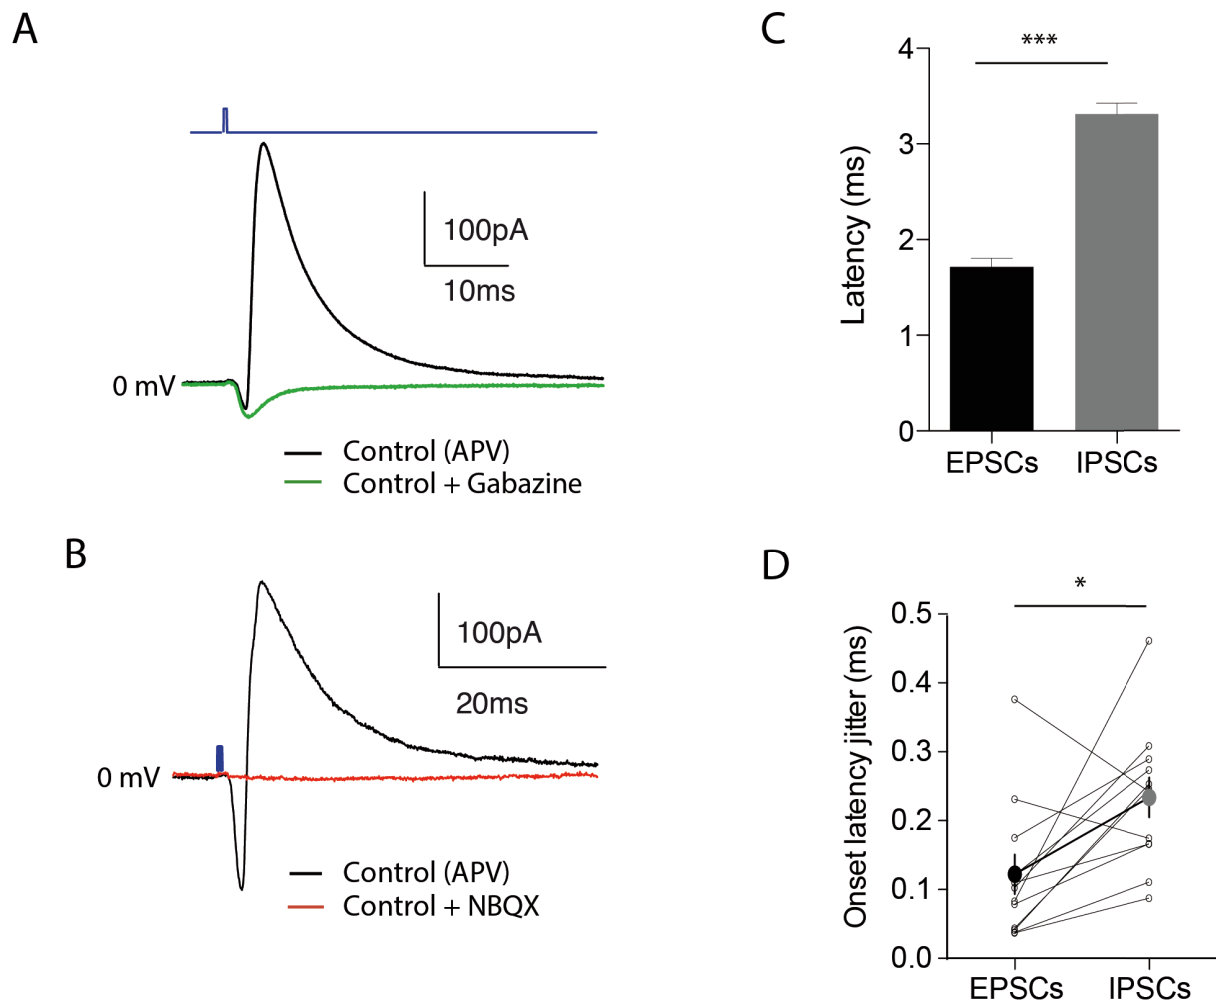 A
100pA
10ms
0 mV
Control (APV)
Control + Gabazine
B
100pA
20ms
0 mV
Control (APV)
Control + NBQX
C
***
4
3
2
1
0
Latency (ms)
EPSCs
IPSCs
D
*
0.5
0.4
0.3
0.2
0.1
0.0
Onset latency jitter (ms)
EPSCs
IPSCs